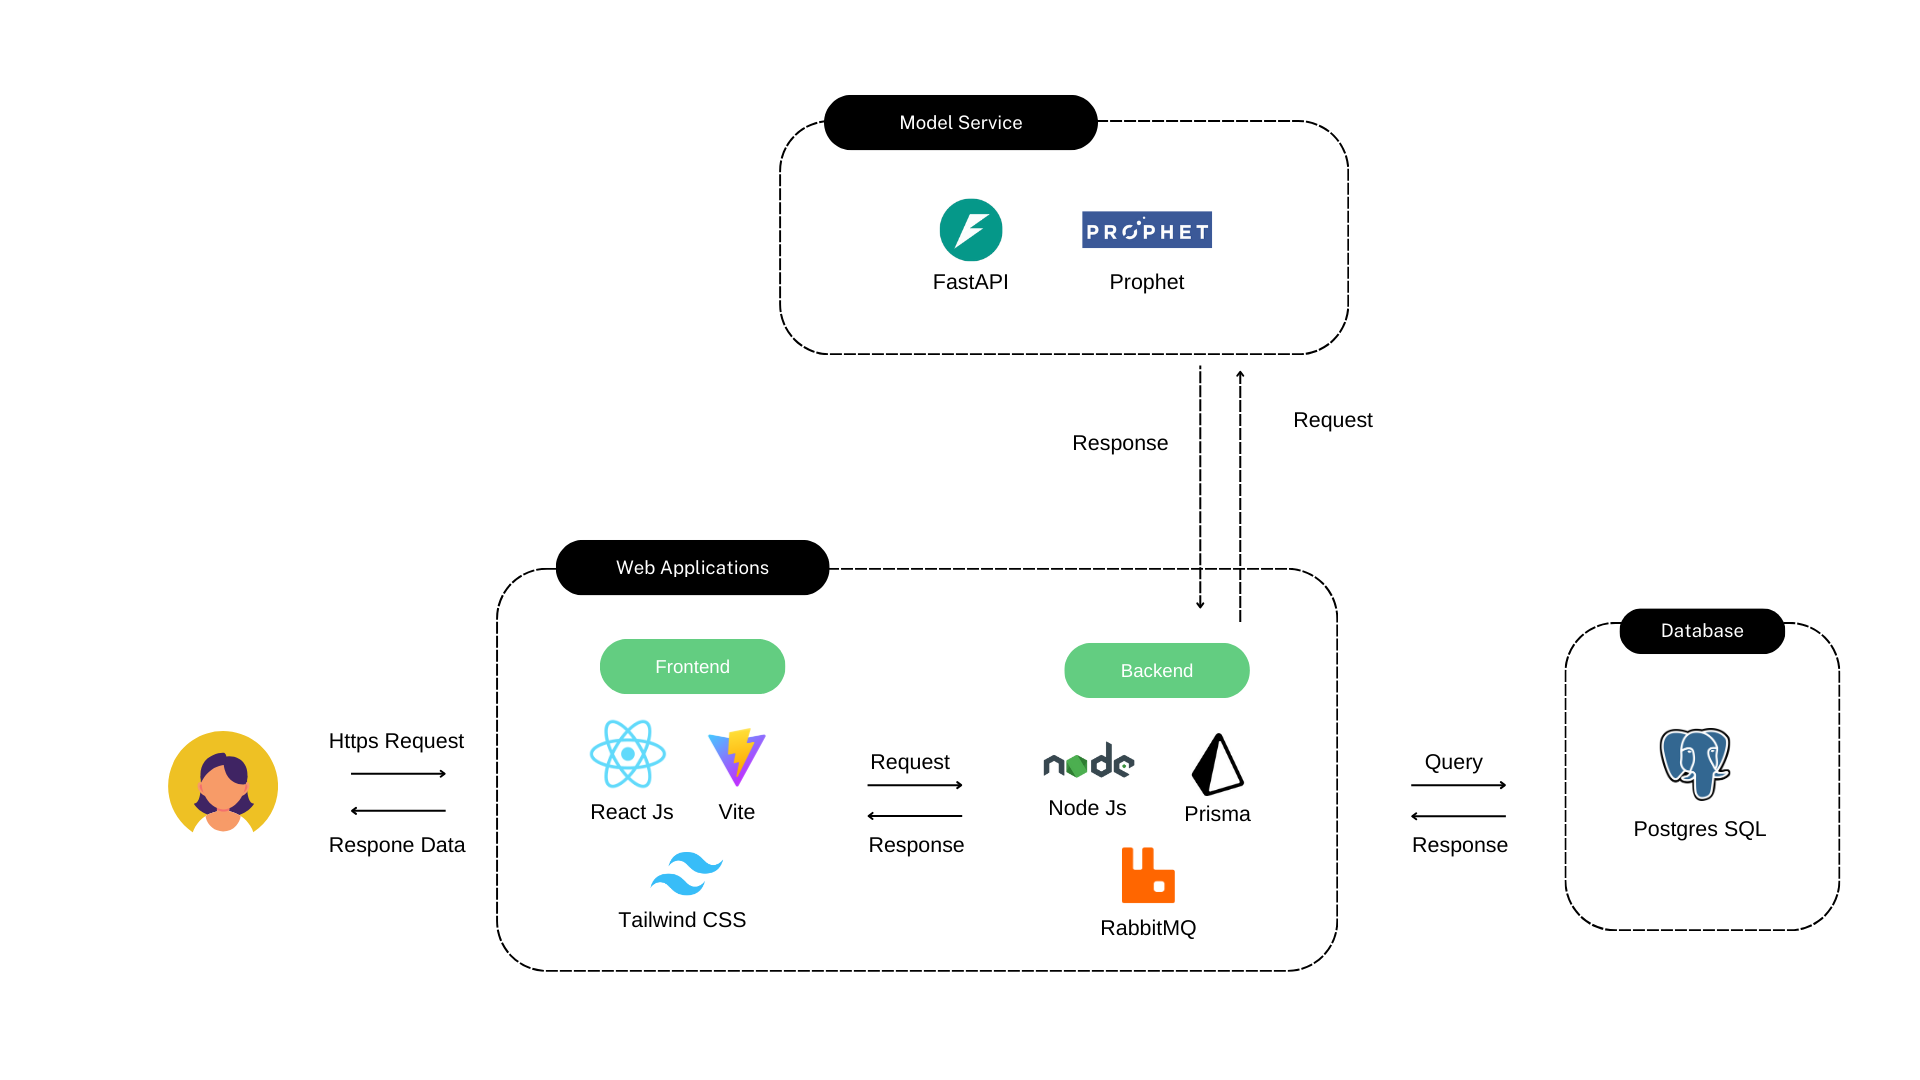 Model Service
PROPHET
FastAPI
Prophet
Request
Response
Web Applications
Frontend
Backend
Database
Https Request
Respone Data
React Js
Vite
Tailwind CSS
Request
Response
node
Node Js
Prisma
RabbitMQ
Query
Response
Postgres SQL